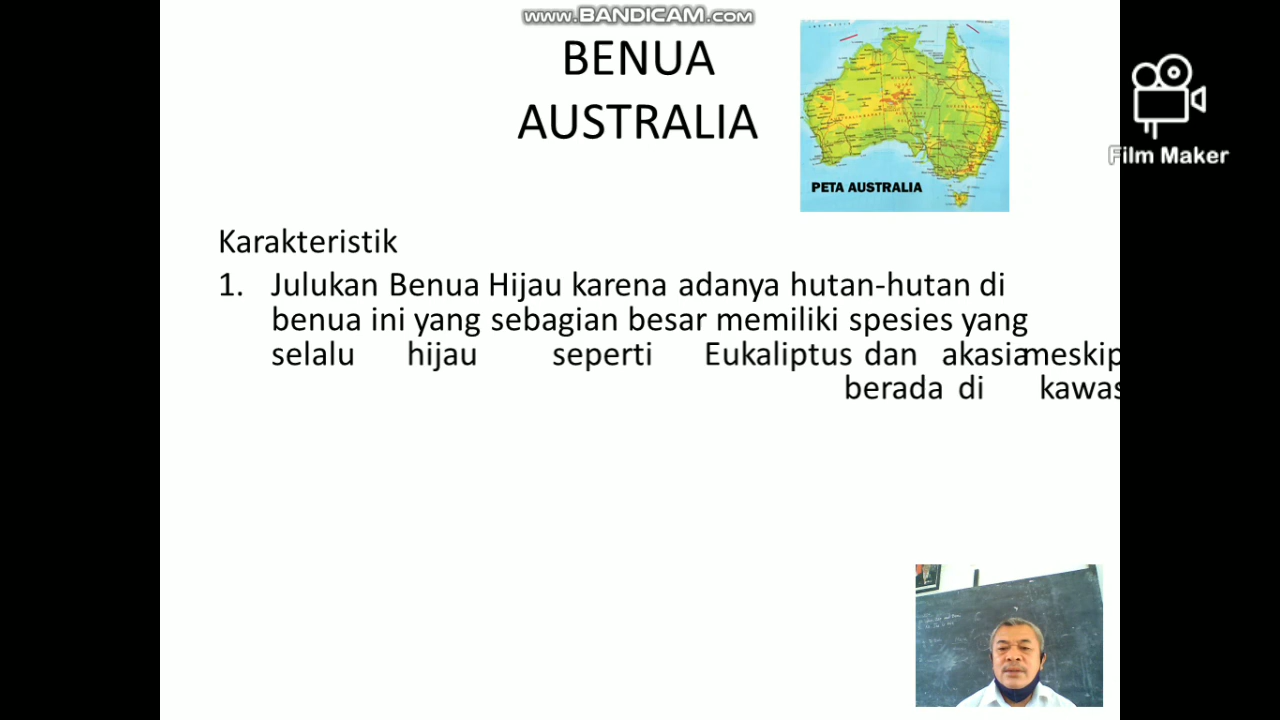 www.BANDICAM.com
BENUA
AUSTRALIA
PETA AUSTRALIA
Film Maker
Karakteristik
1. Julukan Benua Hijau karena adanya hutan-hutan di
benua ini yang sebagian besar memiliki spesies yang
selalu hijau seperti Eukaliptus dan akasia meskip
berada di kawas